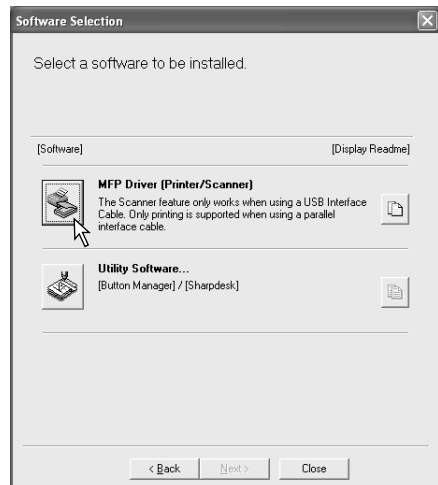 Software Selection
Select a software to be installed.
[Software] [Display Readme]
MFP Driver (Printer/Scanner)
The Scanner feature only works when using a USB Interface
Cable. Only printing is supported when using a parallel
interface cable.
Utility Software...
[Button Manager] / [Sharpdesk]
< Back Next > Close